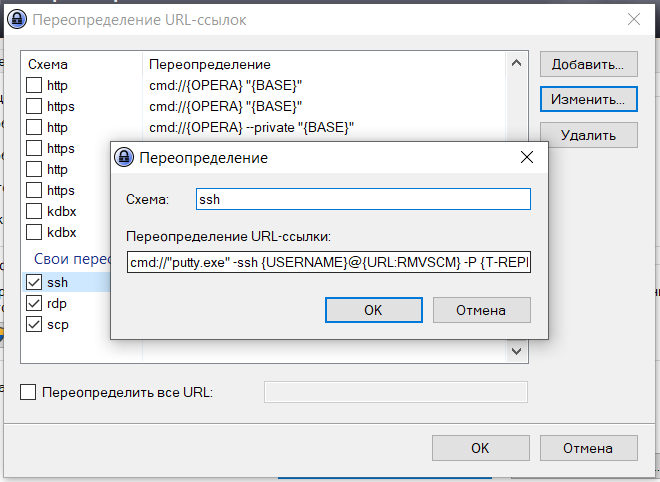 Переопределение URL-ссылок
Схема Переопределение
http cmd://{OPERA} "{BASE}"
https cmd://{OPERA} "{BASE}"
http cmd://{OPERA} --private "{BASE}"
https
http
https
kdbx
kdbx
Свои перео
ssh
rdp
scp
Добавить...
Изменить...
Удалить
Переопределение
Схема: ssh
Переопределение URL-ссылки:
cmd://"putty.exe" -ssh {USERNAME}@{URL:RMVSCM} -P {T-REPI
OK Отмена
Переопределить все URL:
OK Отмена